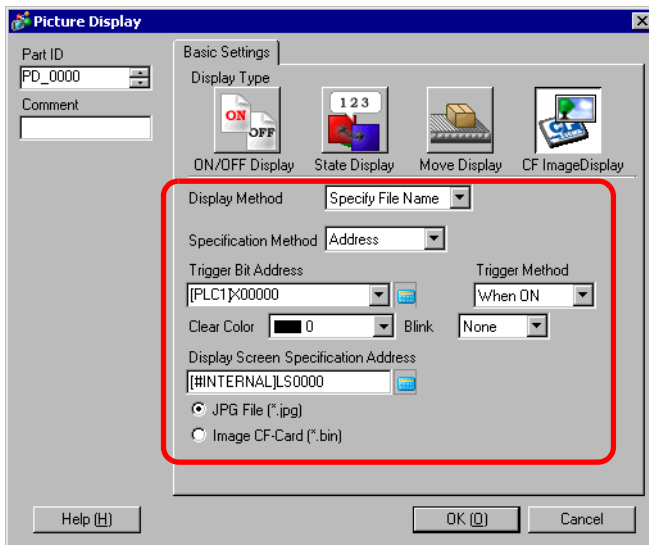 Picture Display
Part ID
PD_0000
Comment
Basic Settings
Display Type
ON
OFF
1 2 3
ON/OFF Display State Display Move Display CF ImageDisplay
Display Method Specify File Name
Specification Method Address
Trigger Bit Address Trigger Method
[PLC1]X00000 When ON
Clear Color 0 Blink None
Display Screen Specification Address
[#INTERNAL]LS0000
JPG File (*.jpg)
Image CF-Card (*.bin)
Help (H) OK (O) Cancel